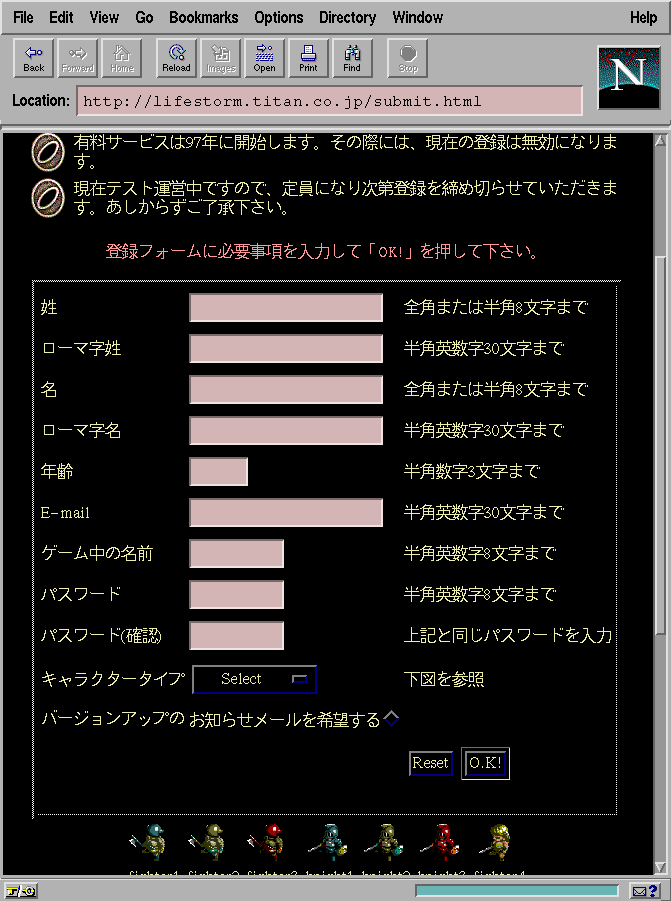 File Edit View Go Bookmarks Options Directory Window Help
Back Forward Home Reload Images Open Print Find Stop
N
Location: http://lifestorm.titan.co.jp/submit.html
有料サービスは97年に開始します。その際には、現在の登録は無効になりま
す。
現在テスト運営中ですので、定員になり次第登録を締め切らせていただきま
す。あしからずご了承下さい。
登録フォームに必要事項を入力して「OK!」を押して下さい。
姓 全角または半角8文字まで
ローマ字姓 半角英数字30文字まで
名 全角または半角8文字まで
ローマ字名 半角英数字30文字まで
年齢 半角数字3文字まで
E-mail 半角英数字30文字まで
ゲーム中の名前 半角英数字8文字まで
パスワード 半角英数字8文字まで
パスワード(確認) 上記と同じパスワードを入力
キャラクタータイプ Select 下図を参照
バージョンアップの お知らせメールを希望する
Reset O.K!
fighter1 fighter2 fighter3 knight1 knight2 knight3 fighter4